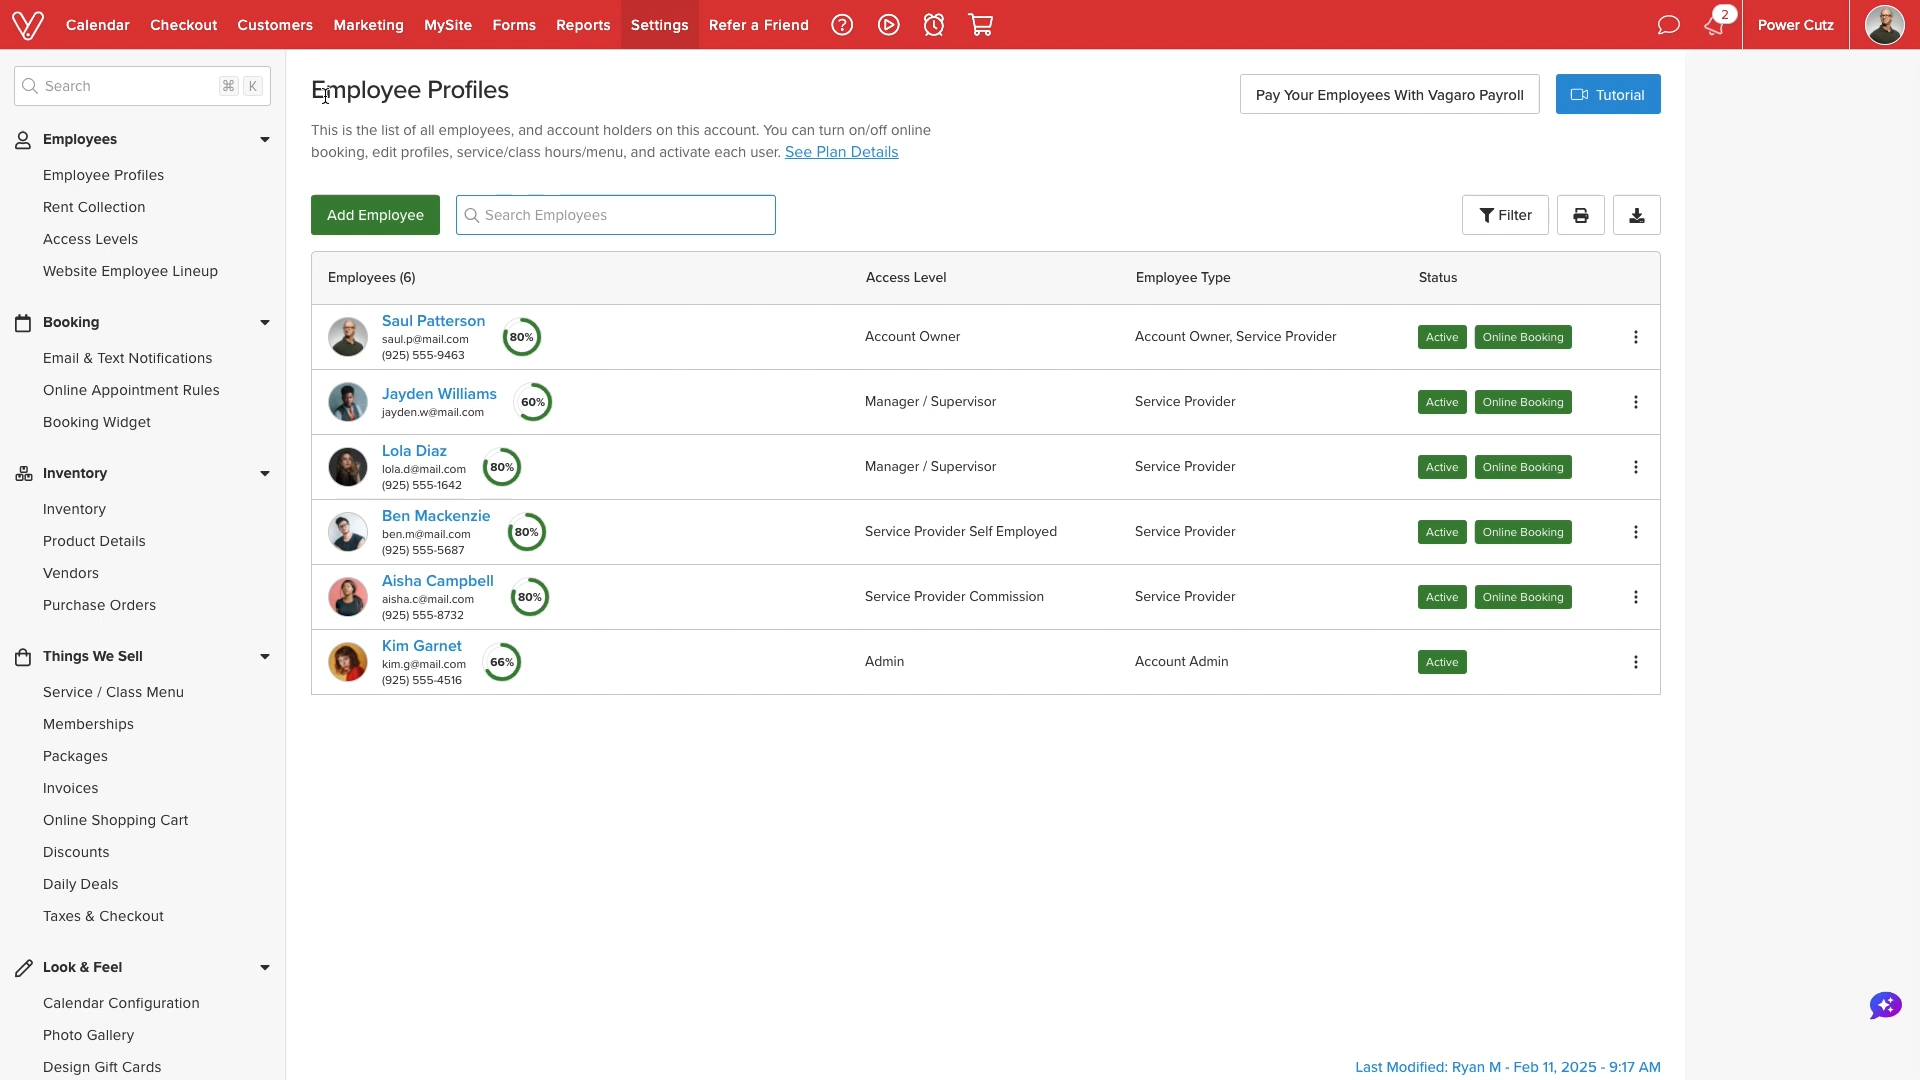 Calendar Checkout Customers Marketing MySite Forms Reports Settings Refer a Friend 2 Power Cutz
Search ⌘ K
Employees
Employee Profiles
Rent Collection
Access Levels
Website Employee Lineup
Booking
Email & Text Notifications
Online Appointment Rules
Booking Widget
Inventory
Inventory
Product Details
Vendors
Purchase Orders
Things We Sell
Service / Class Menu
Memberships
Packages
Invoices
Online Shopping Cart
Discounts
Daily Deals
Taxes & Checkout
Look & Feel
Calendar Configuration
Photo Gallery
Design Gift Cards
Employee Profiles
Pay Your Employees With Vagaro Payroll Tutorial
This is the list of all employees, and account holders on this account. You can turn on/off online
booking, edit profiles, service/class hours/menu, and activate each user. See Plan Details
Add Employee Search Employees Filter
Employees (6) Access Level Employee Type Status
Saul Patterson
saul.p@mail.com
(925) 555-9463
80% Account Owner Account Owner, Service Provider Active Online Booking
Jayden Williams
jayden.w@mail.com
60% Manager / Supervisor Service Provider Active Online Booking
Lola Diaz
lola.d@mail.com
(925) 555-1642
80% Manager / Supervisor Service Provider Active Online Booking
Ben Mackenzie
ben.m@mail.com
(925) 555-5687
80% Service Provider Self Employed Service Provider Active Online Booking
Aisha Campbell
aisha.c@mail.com
(925) 555-8732
80% Service Provider Commission Service Provider Active Online Booking
Kim Garnet
kim.g@mail.com
(925) 555-4516
66% Admin Account Admin Active
Last Modified: Ryan M - Feb 11, 2025 - 9:17 AM